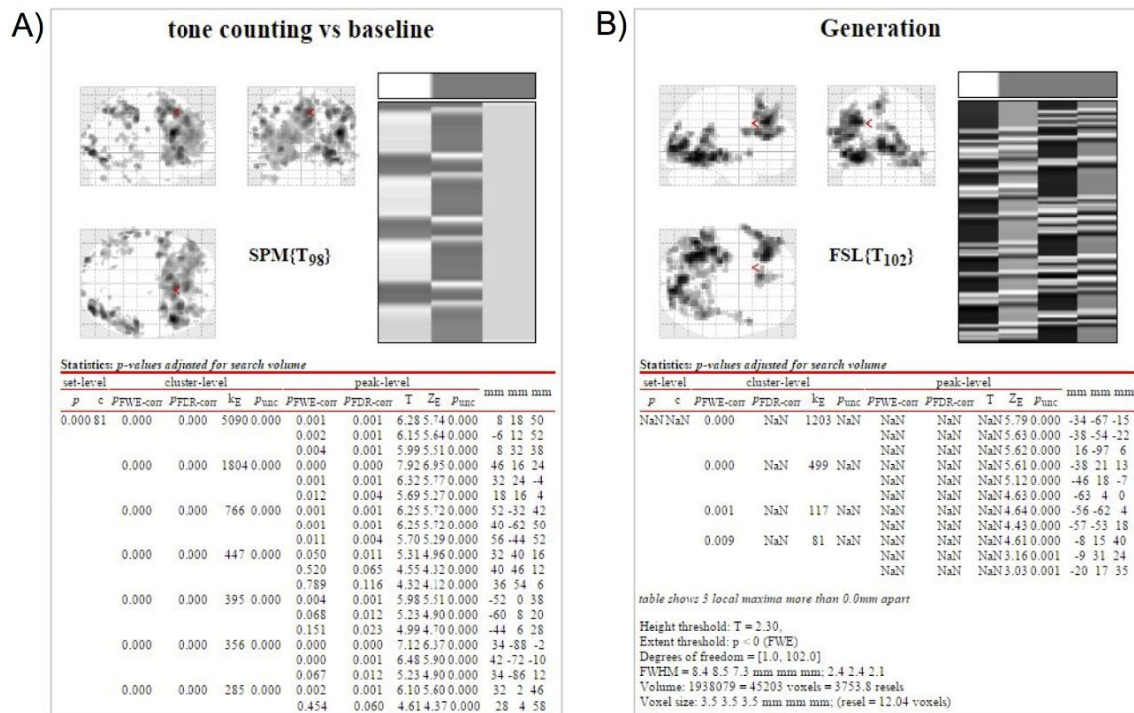 A)
tone counting vs baseline
SPM{T98}
Statistics: p-values adjusted for search volume
set-level cluster-level peak-level mm mm mm
p c pFWE-corr pFDR-corr kE punc pFWE-corr pFDR-corr T ZE punc
0.000 81 0.000 0.000 5090 0.000 0.001 0.001 6.28 5.74 0.000 8 18 50
0.002 0.001 6.15 5.64 0.000 -6 12 52
0.004 0.001 5.99 5.51 0.000 8 32 38
0.000 0.000 1804 0.000 0.000 0.000 7.92 6.95 0.000 46 16 24
0.001 0.001 6.32 5.77 0.000 32 24 -4
0.012 0.004 5.69 5.27 0.000 18 16 4
0.000 0.000 766 0.000 0.001 0.001 6.25 5.72 0.000 52 -32 42
0.001 0.001 6.25 5.72 0.000 40 -62 50
0.011 0.004 5.70 5.29 0.000 56 -44 52
0.000 0.000 447 0.000 0.050 0.011 5.31 4.96 0.000 32 40 16
0.520 0.065 4.55 4.32 0.000 40 46 12
0.789 0.116 4.32 4.12 0.000 36 54 6
0.000 0.000 395 0.000 0.004 0.001 5.98 5.51 0.000 -52 0 38
0.068 0.012 5.23 4.90 0.000 -60 8 20
0.151 0.023 4.99 4.70 0.000 -44 6 28
0.000 0.000 356 0.000 0.000 0.000 7.12 6.37 0.000 34 -88 -2
0.000 0.001 6.48 5.90 0.000 42 -72 -10
0.067 0.012 5.23 4.90 0.000 34 -86 12
0.000 0.000 285 0.000 0.002 0.001 6.10 5.60 0.000 32 2 46
0.454 0.060 4.61 4.37 0.000 28 4 58
B)
Generation
FSL{T102}
Statistics: p-values adjusted for search volume
set-level cluster-level peak-level mm mm mm
p c pFWE-corr pFDR-corr kE punc pFWE-corr pFDR-corr T ZE punc
NaN NaN 0.000 NaN 1203 NaN NaN NaN NaN 5.79 0.000 -34 -67 -15
NaN NaN NaN 5.63 0.000 -38 -54 -22
NaN NaN NaN 5.62 0.000 16 -97 6
0.000 NaN 499 NaN NaN NaN NaN 5.61 0.000 -38 21 13
NaN NaN NaN 5.12 0.000 -46 18 -7
NaN NaN NaN 4.63 0.000 -63 4 0
0.001 NaN 117 NaN NaN NaN NaN 4.64 0.000 -56 -62 4
NaN NaN NaN 4.43 0.000 -57 -53 18
0.009 NaN 81 NaN NaN NaN NaN 4.61 0.000 -8 15 40
NaN NaN NaN 3.16 0.001 -9 31 24
NaN NaN NaN 3.03 0.001 -20 17 35
table shows 3 local maxima more than 0.0mm apart
Height threshold: T = 2.30,
Extent threshold: p < 0 (FWE)
Degrees of freedom = [1.0, 102.0]
FWHM = 8.4 8.5 7.3 mm mm mm; 2.4 2.4 2.1
Volume: 1938079 = 45203 voxels = 3753.8 resels
Voxel size: 3.5 3.5 3.5 mm mm mm; (resel = 12.04 voxels)